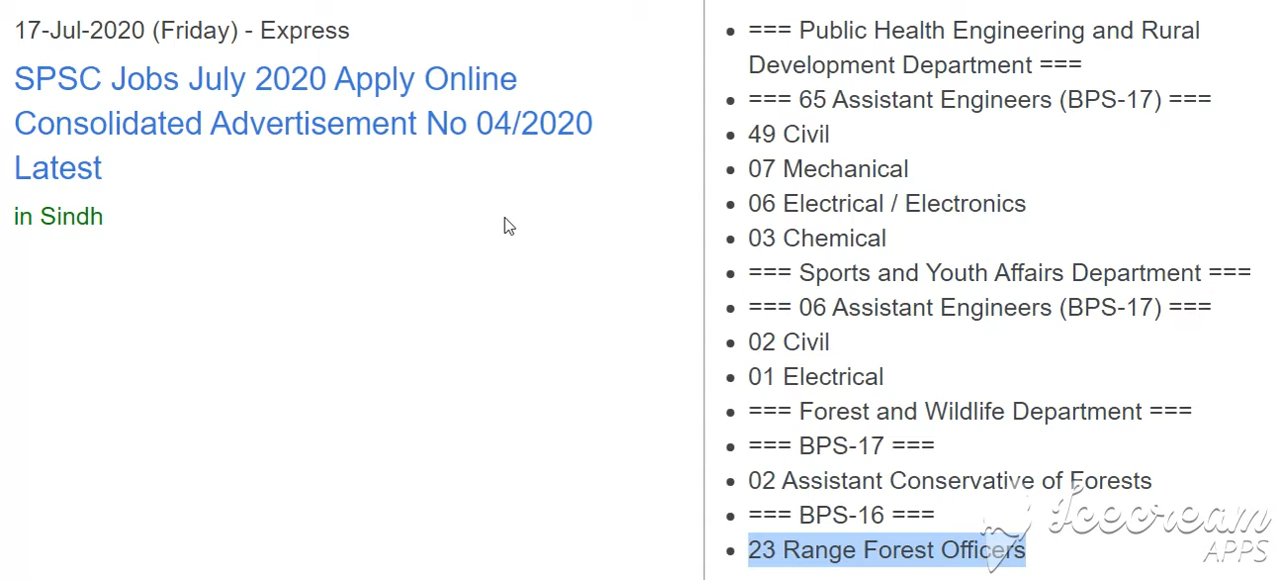 17-Jul-2020 (Friday) - Express
SPSC Jobs July 2020 Apply Online
Consolidated Advertisement No 04/2020
Latest
in Sindh
=== Public Health Engineering and Rural
Development Department ===
=== 65 Assistant Engineers (BPS-17) ===
49 Civil
07 Mechanical
06 Electrical / Electronics
03 Chemical
=== Sports and Youth Affairs Department ===
=== 06 Assistant Engineers (BPS-17) ===
02 Civil
01 Electrical
=== Forest and Wildlife Department ===
=== BPS-17 ===
02 Assistant Conservative of Forests
=== BPS-16 ===
23 Range Forest Officers
Icecream
APPS